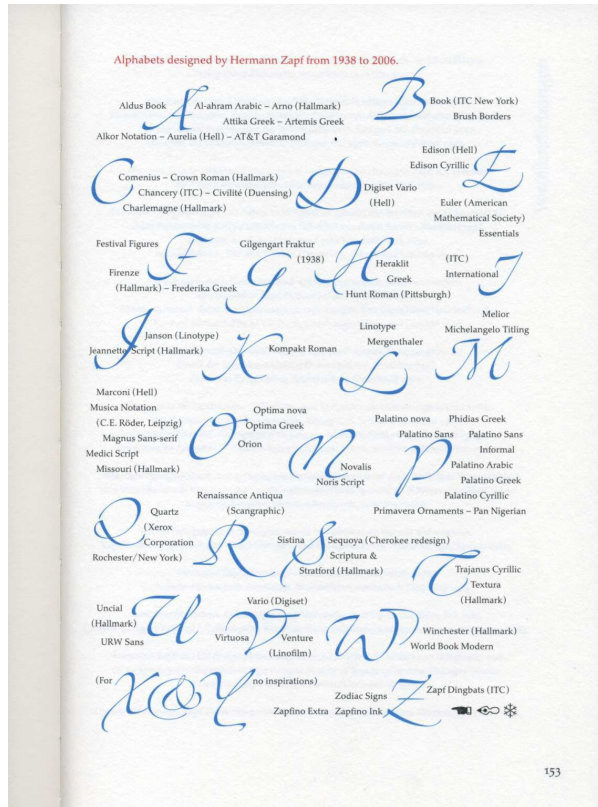 Alphabets designed by Hermann Zapf from 1938 to 2006.
Aldus Book A Al-ahram Arabic – Arno (Hallmark)
Attika Greek – Artemis Greek
Alkor Notation – Aurelia (Hell) – AT&T Garamond
B Book (ITC New York)
Brush Borders
C Comenius – Crown Roman (Hallmark)
Chancery (ITC) – Civilité (Duensing)
Charlemagne (Hallmark)
D Digiset Vario
(Hell)
Edison (Hell)
Edison Cyrillic E
Euler (American
Mathematical Society)
Essentials
Festival Figures F
Firenze
(Hallmark) – Frederika Greek
Gilgengart Fraktur
(1938)
G
H Heraklit
Greek
Hunt Roman (Pittsburgh)
(ITC)
International I
J Janson (Linotype)
Jeannette Script (Hallmark)
K Kompakt Roman
Linotype
Mergenthaler
L
Melior
Michelangelo Titling
M
Marconi (Hell)
Musica Notation
(C.E. Röder, Leipzig)
Magnus Sans-serif
Medici Script
Missouri (Hallmark)
O Optima nova
Optima Greek
Orion
N Novalis
Noris Script
Palatino nova Phidias Greek
Palatino Sans Palatino Sans
Informal
P Palatino Arabic
Palatino Greek
Palatino Cyrillic
Primavera Ornaments – Pan Nigerian
Q Quartz
(Xerox
Corporation
Rochester/New York)
Renaissance Antiqua
(Scangraphic)
R
Sistina S Sequoya (Cherokee redesign)
Scriptura &
Stratford (Hallmark)
T Trajanus Cyrillic
Textura
(Hallmark)
Uncial
(Hallmark) U
URW Sans
Vario (Digiset)
Virtuosa V Venture
(Linofilm)
W Winchester (Hallmark)
World Book Modern
(For X&Y no inspirations)
Zodiac Signs Z Zapf Dingbats (ITC)
Zapfino Extra Zapfino Ink
153